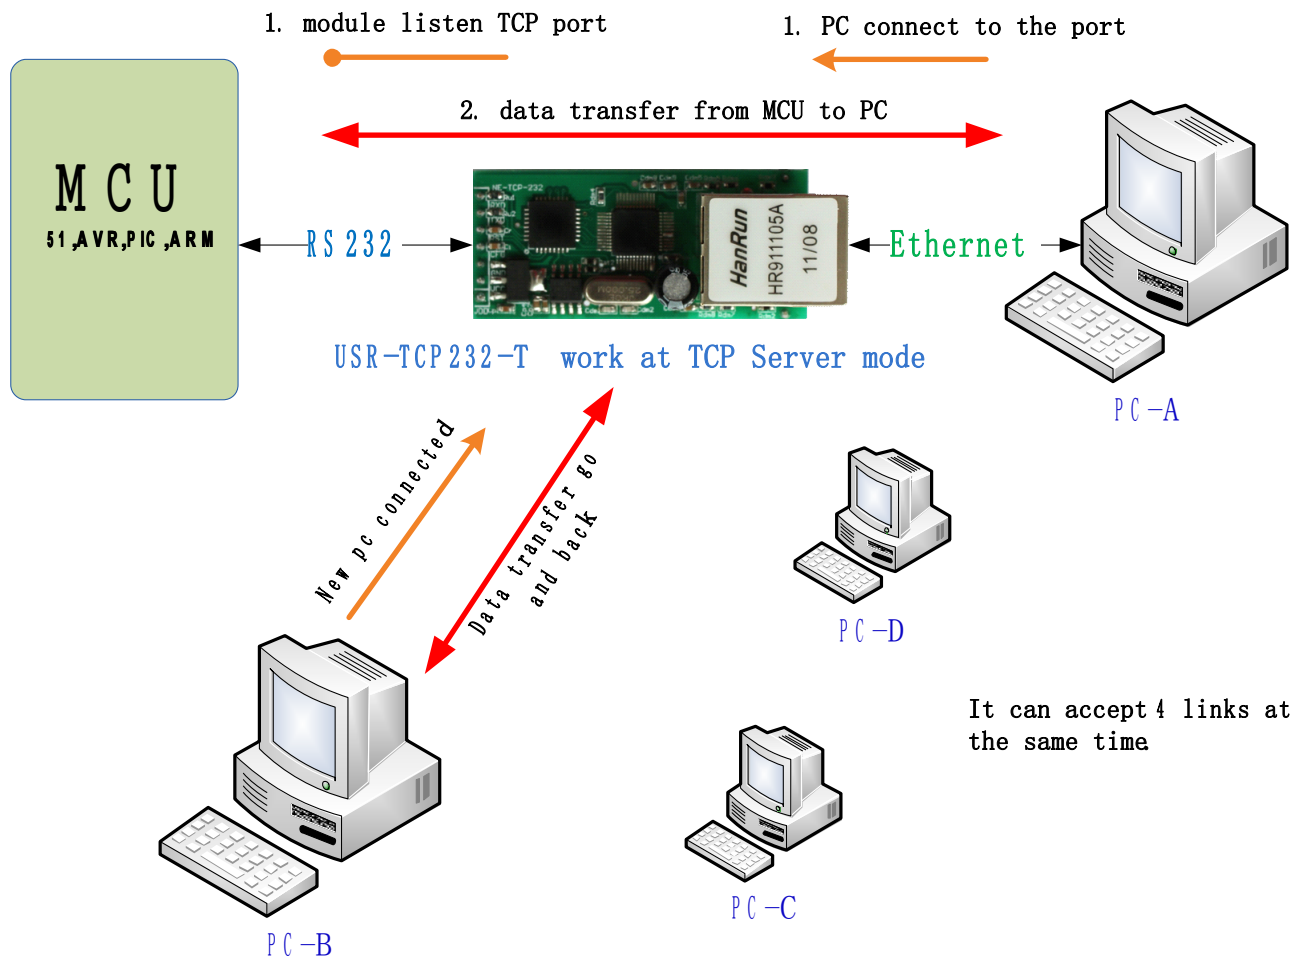 1. module listen TCP port
1. PC connect to the port
2. data transfer from MCU to PC
MCU
51,AVR,PIC,ARM
RS232
NE-TCP-232
HanRun
HR911105A
11/08
Ethernet
USR-TCP232-T work at TCP Server mode
PC-A
New pc connected
Data transfer go
and back
PC-D
It can accept 4 links at
the same time.
PC-C
PC-B